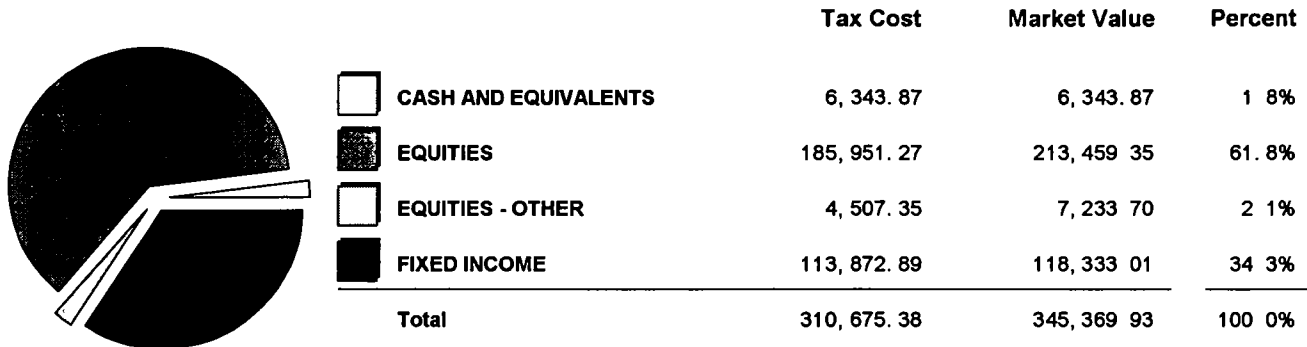 Tax Cost Market Value Percent
CASH AND EQUIVALENTS 6, 343. 87 6, 343. 87 1 8%
EQUITIES 185, 951. 27 213, 459 35 61. 8%
EQUITIES - OTHER 4, 507. 35 7, 233 70 2 1%
FIXED INCOME 113, 872. 89 118, 333 01 34 3%
Total 310, 675. 38 345, 369 93 100 0%